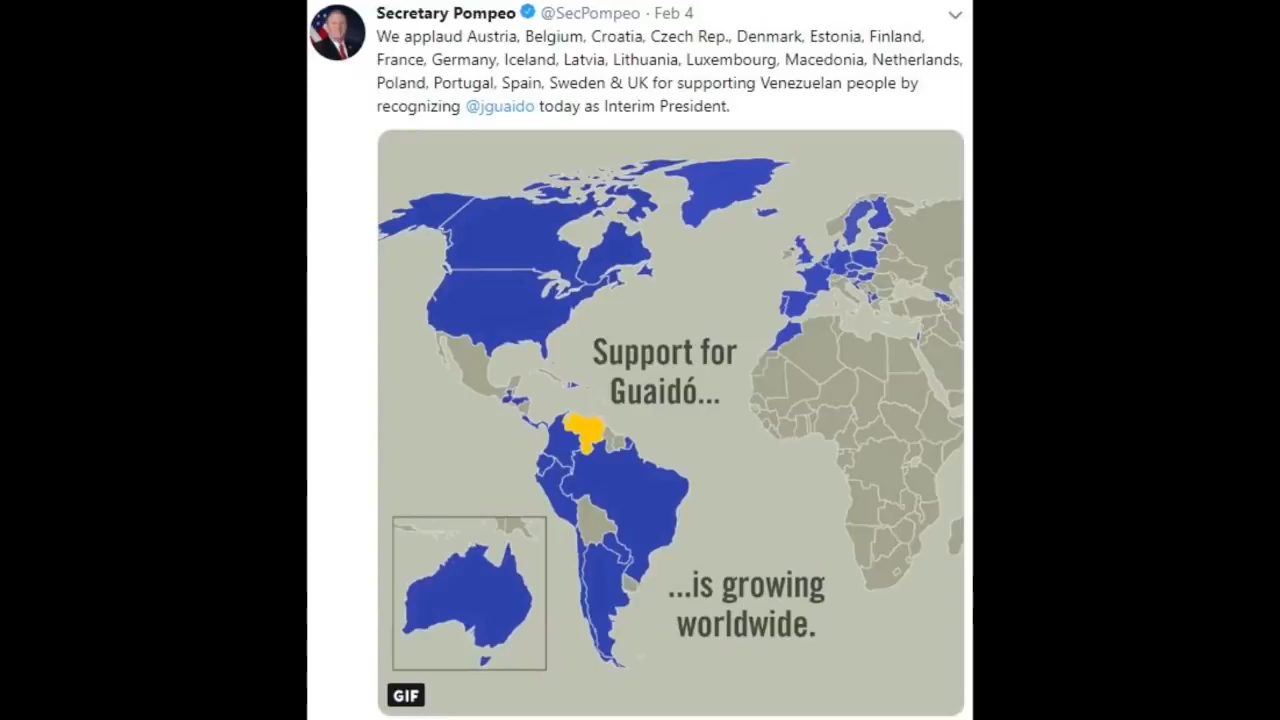 Secretary Pompeo @SecPompeo · Feb 4
We applaud Austria, Belgium, Croatia, Czech Rep., Denmark, Estonia, Finland,
France, Germany, Iceland, Latvia, Lithuania, Luxembourg, Macedonia, Netherlands,
Poland, Portugal, Spain, Sweden & UK for supporting Venezuelan people by
recognizing @jguaido today as Interim President.
Support for
Guaidó...
...is growing
worldwide.
GIF